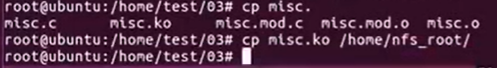 root@ubuntu:/home/test/03# cp misc.
misc.c misc.ko misc.mod.c misc.mod.o misc.o
root@ubuntu:/home/test/03# cp misc.ko /home/nfs_root/
root@ubuntu:/home/test/03#